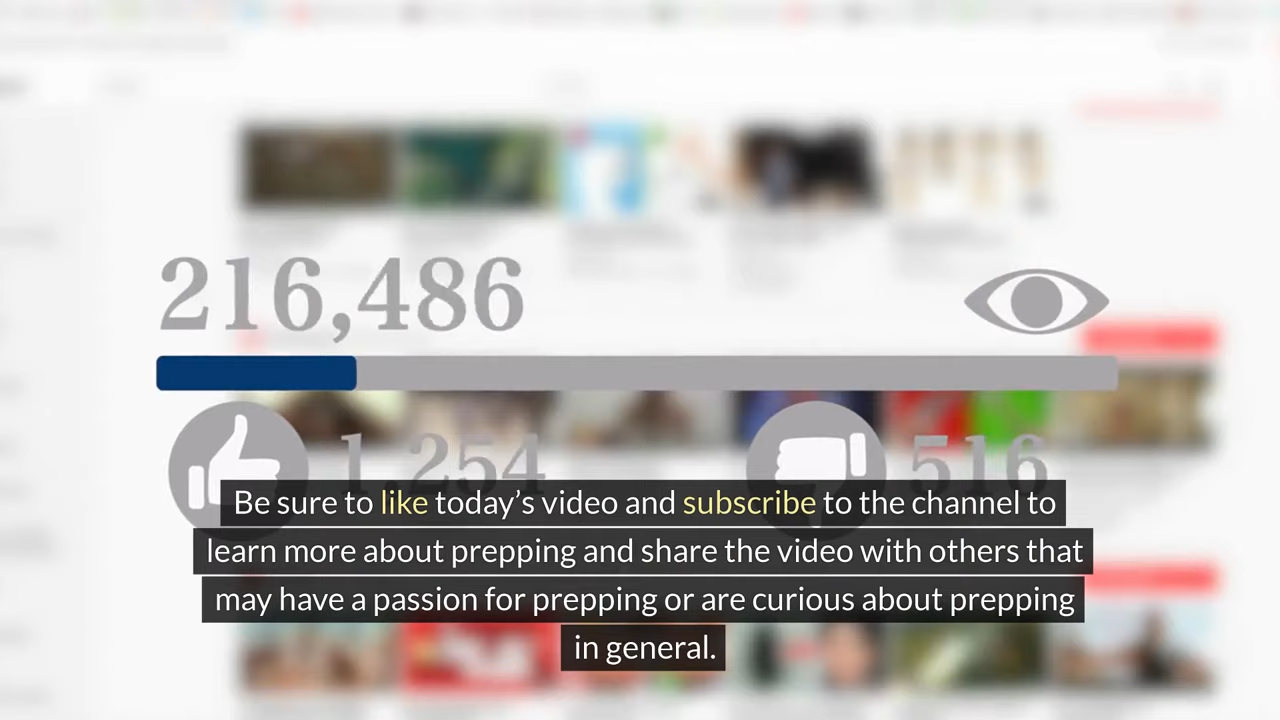 216,486
1,254
516
Be sure to like today’s video and subscribe to the channel to
learn more about prepping and share the video with others that
may have a passion for prepping or are curious about prepping
in general.